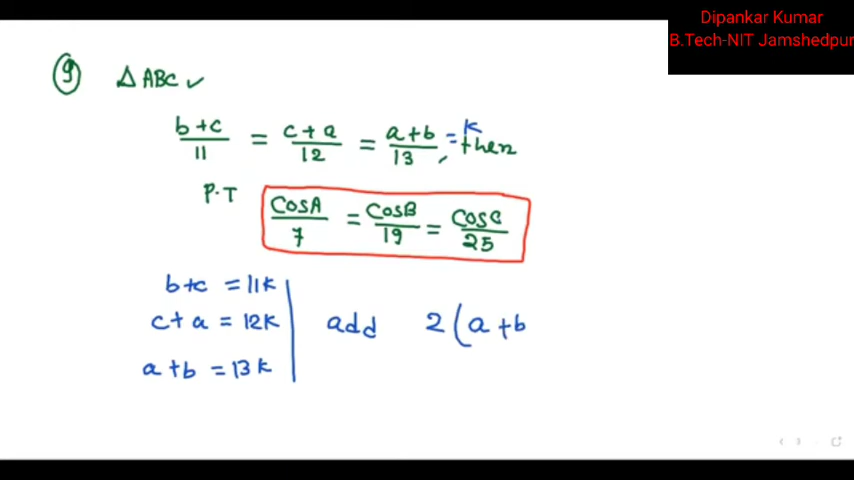 Dipankar Kumar
B.Tech-NIT Jamshedpur
9 Δ ABC ✓
b+c/11 = c+a/12 = a+b/13 = K, then
P.T CosA/7 = CosB/19 = CosC/25
b+c = 11K
c+a = 12K add 2(a+b
a+b = 13K